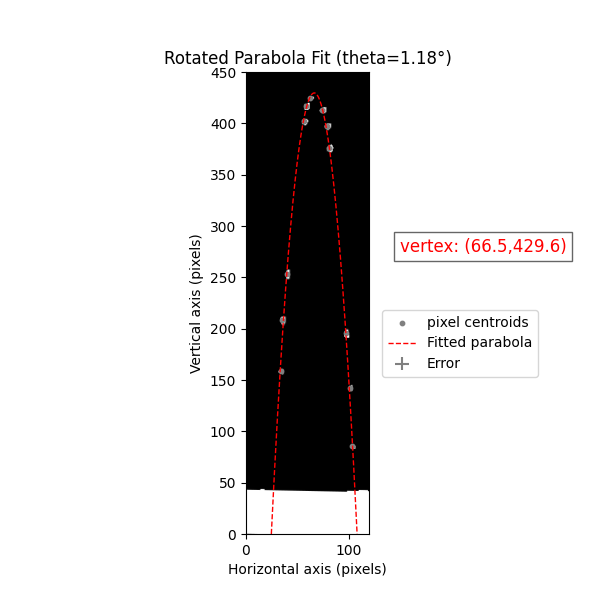 Rotated Parabola Fit (theta=1.18°)
450
400
350
300
250
200
150
100
50
0
Vertical axis (pixels)
0 100
Horizontal axis (pixels)
vertex: (66.5,429.6)
pixel centroids
Fitted parabola
Error